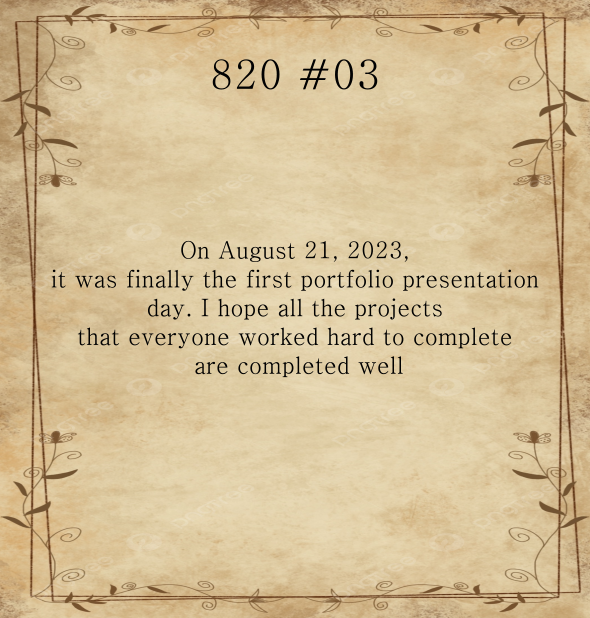 820 #03
On August 21, 2023,
it was finally the first portfolio presentation
day. I hope all the projects
that everyone worked hard to complete
are completed well